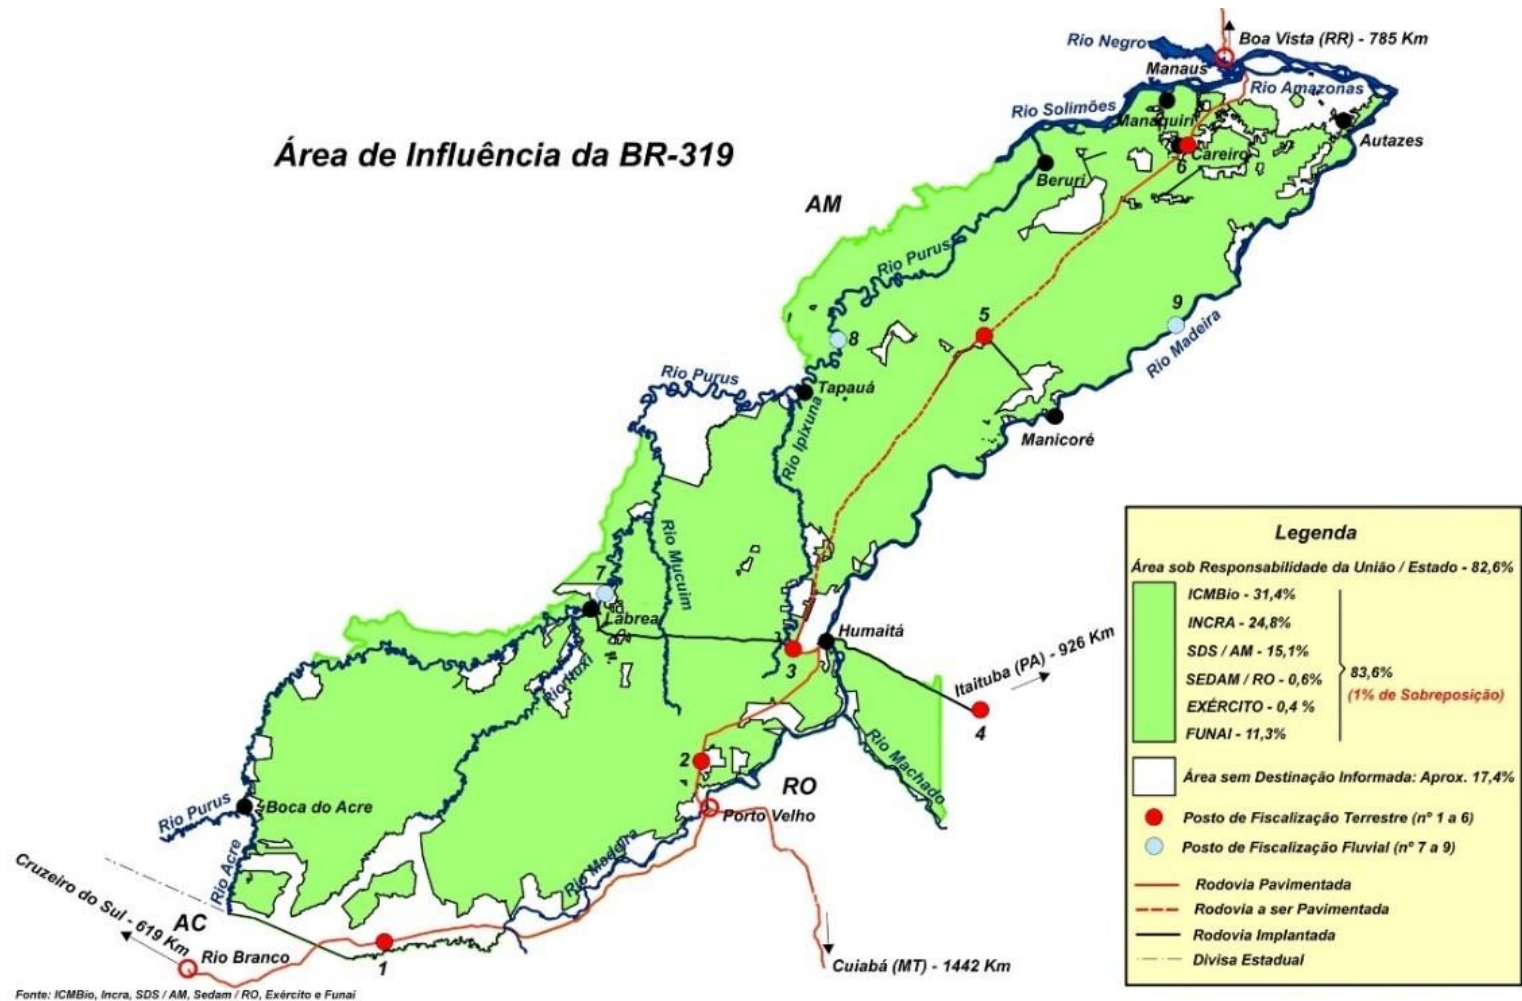 Rio Negro
Boa Vista (RR) - 785 Km
Manaus
Rio Amazonas
Rio Solimões
Manaquiri
Autazes
Careiro
6
Área de Influência da BR-319
Beruri
AM
Rio Purus
9
5
8
Rio Madeira
Rio Purus
Tapauá
Rio Ipixuna
Manicoré
Rio Mucuim
7
Lábrea
Humaitá
3
Itaituba (PA) - 926 Km
4
Rio Ituxi
Rio Machado
2
RO
Rio Purus
Boca do Acre
Porto Velho
Rio Madeira
Rio Acre
Cruzeiro do Sul - 619 Km
AC
Rio Branco
1
Cuiabá (MT) - 1442 Km
Legenda
Área sob Responsabilidade da União / Estado - 82,6%
ICMBio - 31,4%
INCRA - 24,8%
SDS / AM - 15,1%
SEDAM / RO - 0,6%
EXÉRCITO - 0,4 %
FUNAI - 11,3%
83,6%
(1% de Sobreposição)
Área sem Destinação Informada: Aprox. 17,4%
Posto de Fiscalização Terrestre (nº 1 a 6)
Posto de Fiscalização Fluvial (nº 7 a 9)
Rodovia Pavimentada
Rodovia a ser Pavimentada
Rodovia Implantada
Divisa Estadual
Fonte: ICMBio, Incra, SDS / AM, Sedam / RO, Exército e Funai